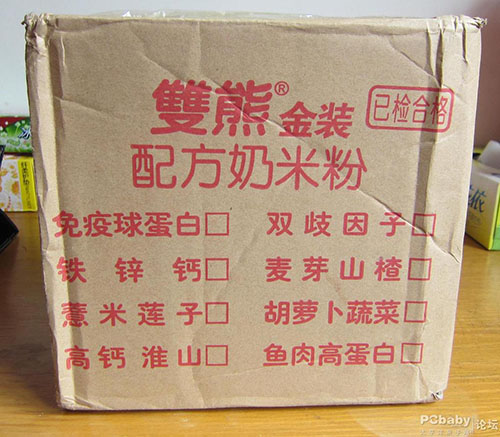 雙熊® 金装 已检合格
配方奶米粉
免疫球蛋白□ 双歧因子□
铁锌钙□ 麦芽山楂□
薏米莲子□ 胡萝卜蔬菜□
高钙淮山□ 鱼肉高蛋白□
PCbaby 论坛